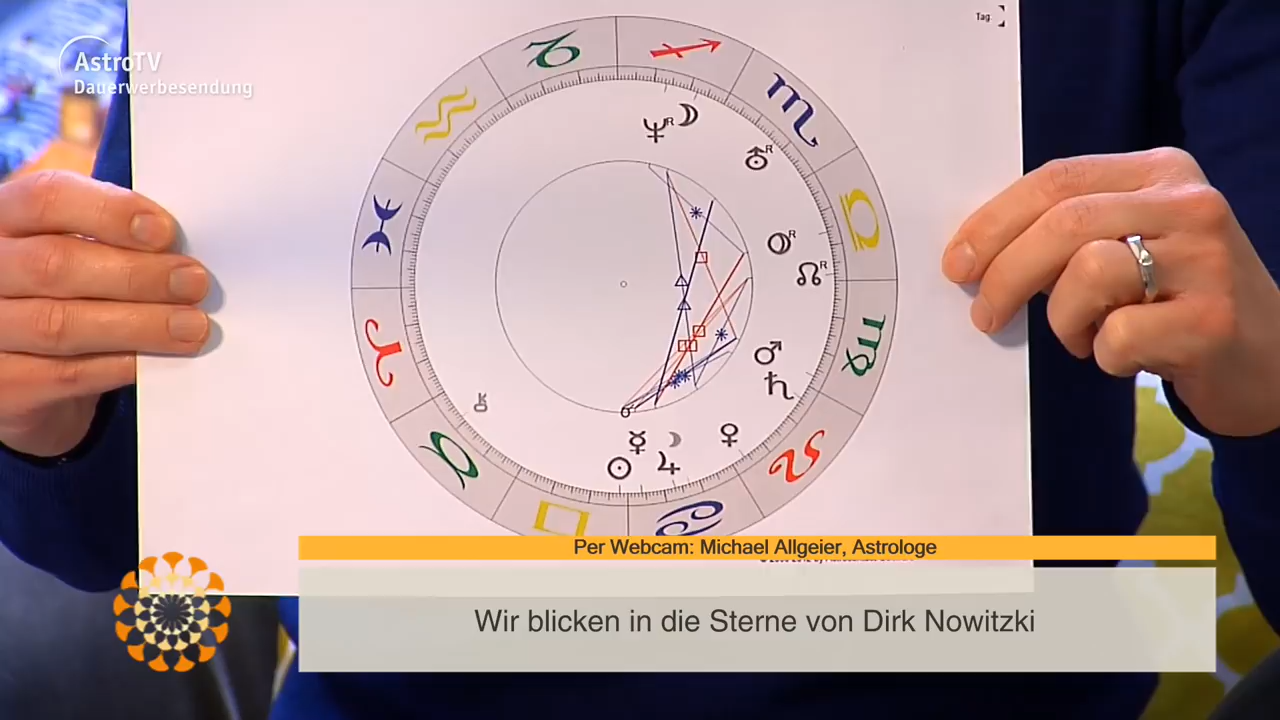 Tag:
AstroTV
Dauerwerbesendung
Per Webcam: Michael Allgeier, Astrologe
Wir blicken in die Sterne von Dirk Nowitzki